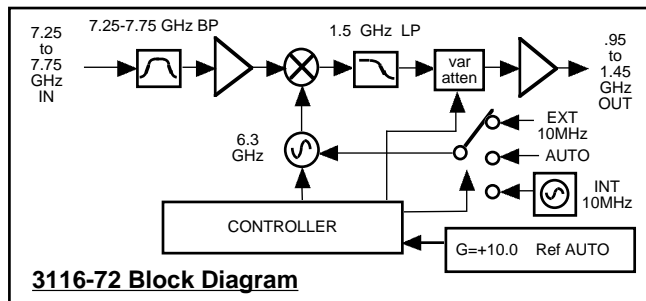 7.25
to
7.75
GHz
IN
7.25-7.75 GHz BP
1.5 GHz LP
var
atten
.95
to
1.45
GHz
OUT
6.3
GHz
EXT
10MHz
AUTO
INT
10MHz
CONTROLLER
G=+10.0 Ref AUTO
3116-72 Block Diagram